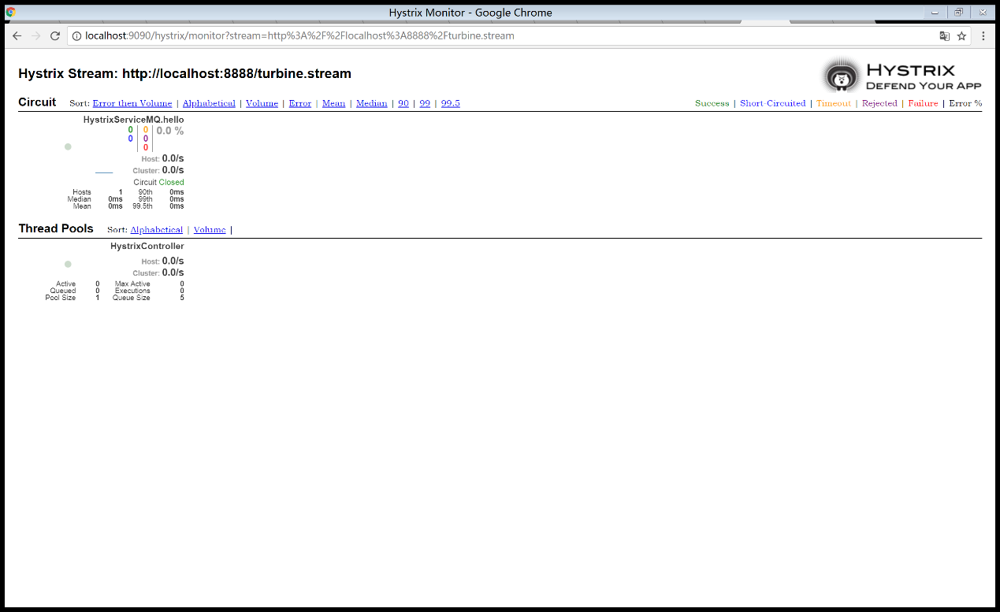 Hystrix Monitor - Google Chrome
localhost:9090/hystrix/monitor?stream=http%3A%2F%2Flocalhost%3A8888%2Fturbine.stream
Hystrix Stream: http://localhost:8888/turbine.stream
HYSTRIX
DEFEND YOUR APP
Circuit Sort: Error then Volume | Alphabetical | Volume | Error | Mean | Median | 90 | 99 | 99.5
Success | Short-Circuited | Timeout | Rejected | Failure | Error %
HystrixServiceMQ.hello
0 0 0.0 %
0 0
0
Host: 0.0/s
Cluster: 0.0/s
Circuit Closed
Hosts 1 90th 0ms
Median 0ms 99th 0ms
Mean 0ms 99.5th 0ms
Thread Pools Sort: Alphabetical | Volume |
HystrixController
Host: 0.0/s
Cluster: 0.0/s
Active 0 Max Active 0
Queued 0 Executions 0
Pool Size 1 Queue Size 5